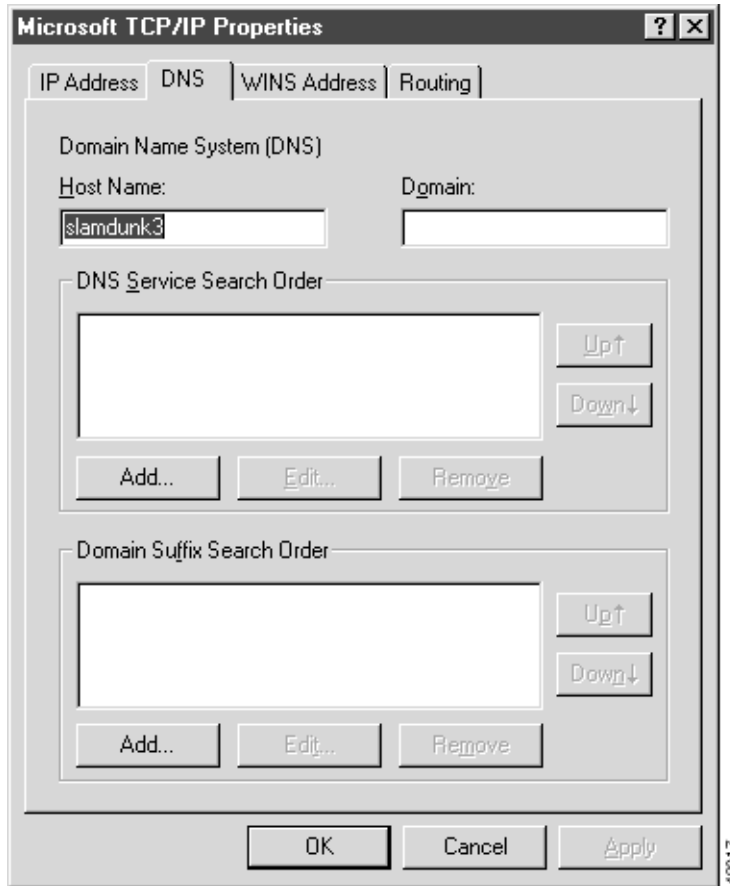 Microsoft TCP/IP Properties
IP Address DNS WINS Address Routing
Domain Name System (DNS)
Host Name: Domain:
slamdunk3
DNS Service Search Order
Up↑
Down↓
Add... Edit... Remove
Domain Suffix Search Order
Up↑
Down↓
Add... Edit... Remove
OK Cancel Apply